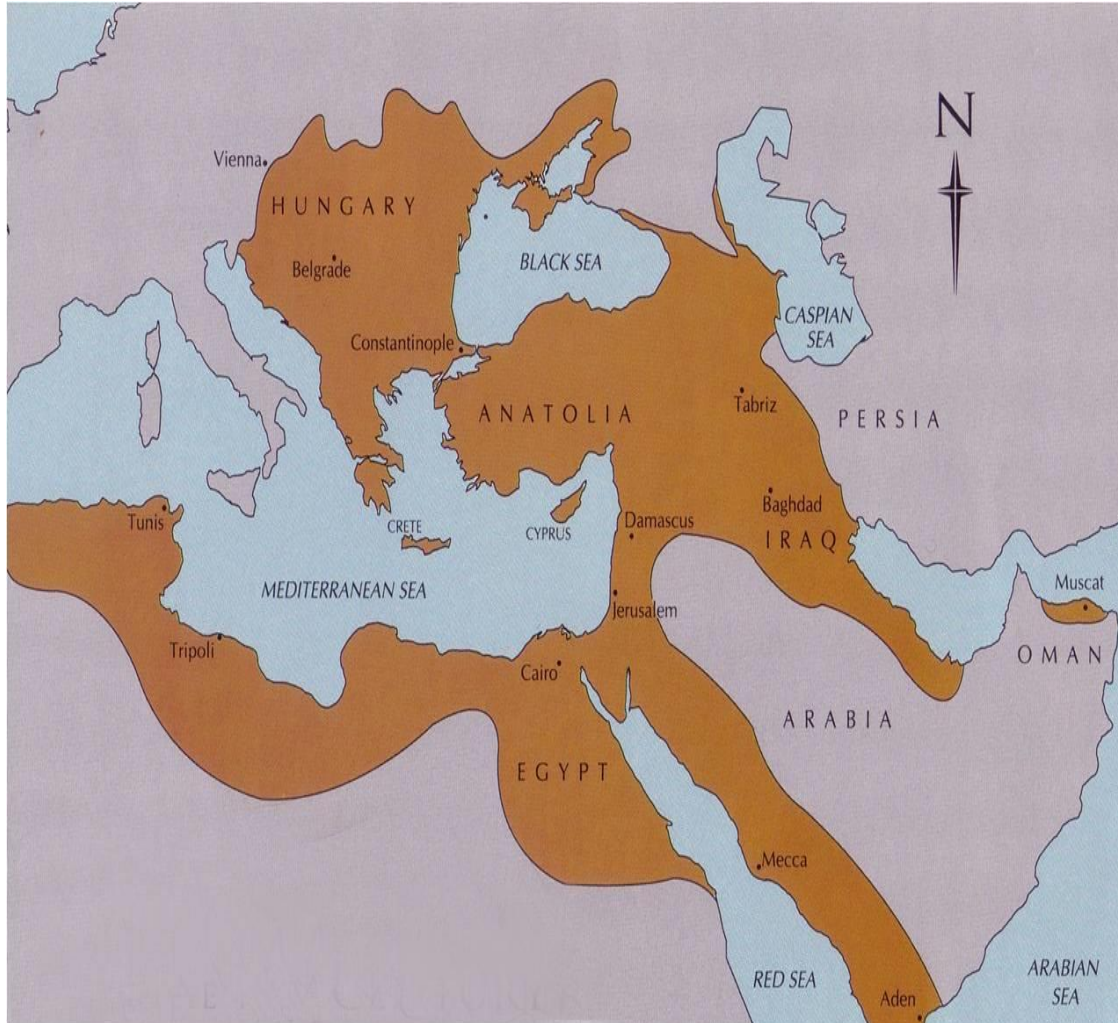 N
Vienna
HUNGARY
Belgrade
BLACK SEA
CASPIAN
SEA
Constantinople
ANATOLIA
Tabriz
PERSIA
Baghdad
IRAQ
Tunis
CRETE
CYPRUS
Damascus
MEDITERRANEAN SEA
Jerusalem
Muscat
OMAN
Tripoli
Cairo
ARABIA
EGYPT
Mecca
RED SEA
ARABIAN
SEA
Aden